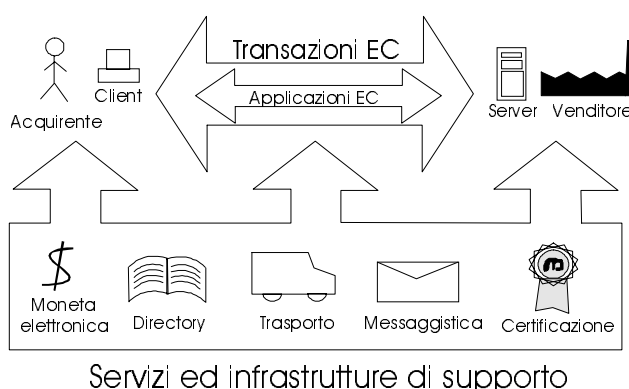 Transazioni EC
Applicazioni EC
Client
Acquirente
Server
Venditore
$
Moneta
elettronica
Directory
Trasporto
Messaggistica
Certificazione
Servizi ed infrastrutture di supporto